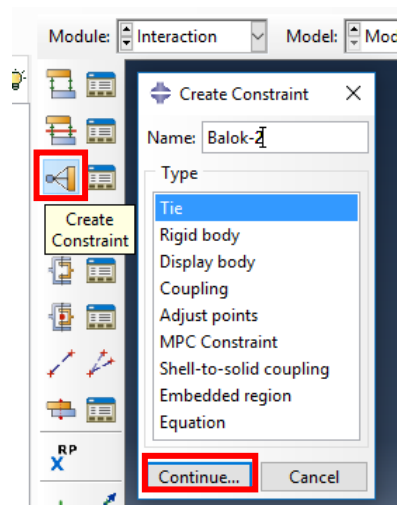 Module: Interaction Model: Mod
Create Constraint
Name: Balok-2
Type
Tie
Rigid body
Display body
Coupling
Adjust points
MPC Constraint
Shell-to-solid coupling
Embedded region
Equation
Continue... Cancel
Create
Constraint
RP